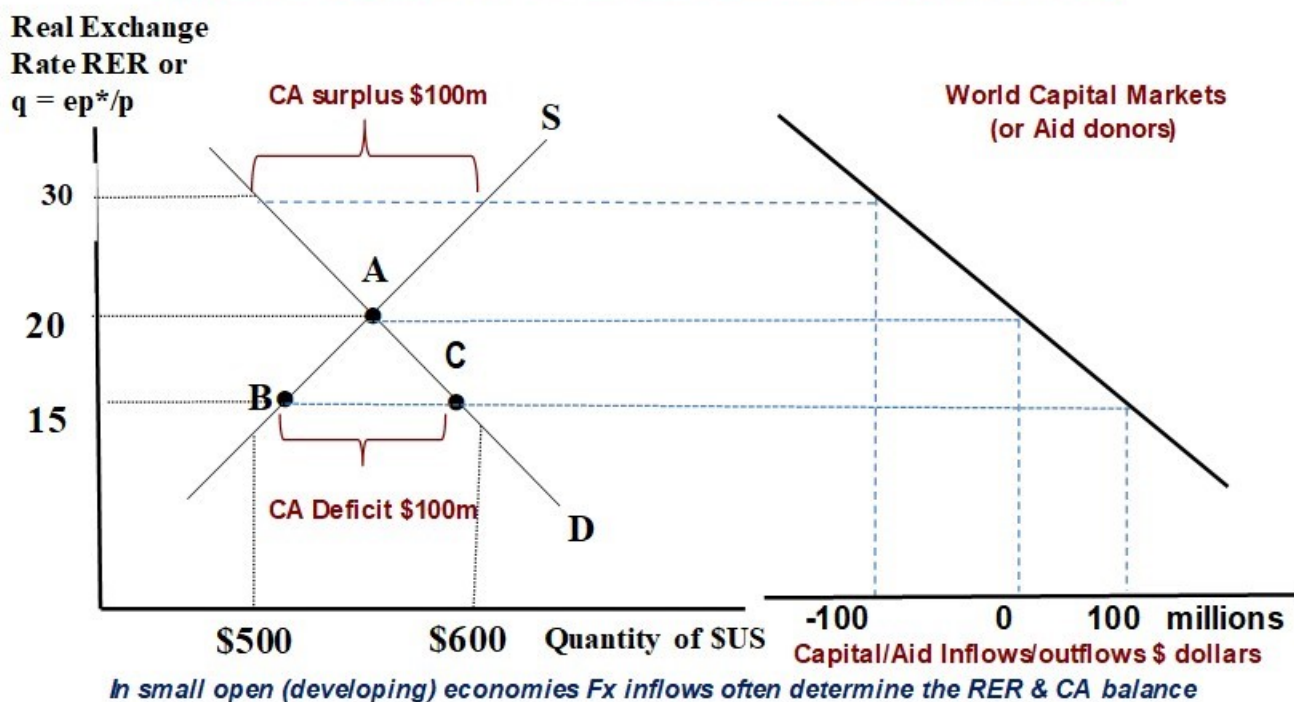 Real Exchange
Rate RER or
q = ep*/p
CA surplus $100m
S
World Capital Markets
(or Aid donors)
30
A
20
C
B
15
CA Deficit $100m
D
$500
$600
Quantity of $US
-100
0
100
millions
Capital/Aid Inflows/outflows $ dollars
In small open (developing) economies Fx inflows often determine the RER & CA balance